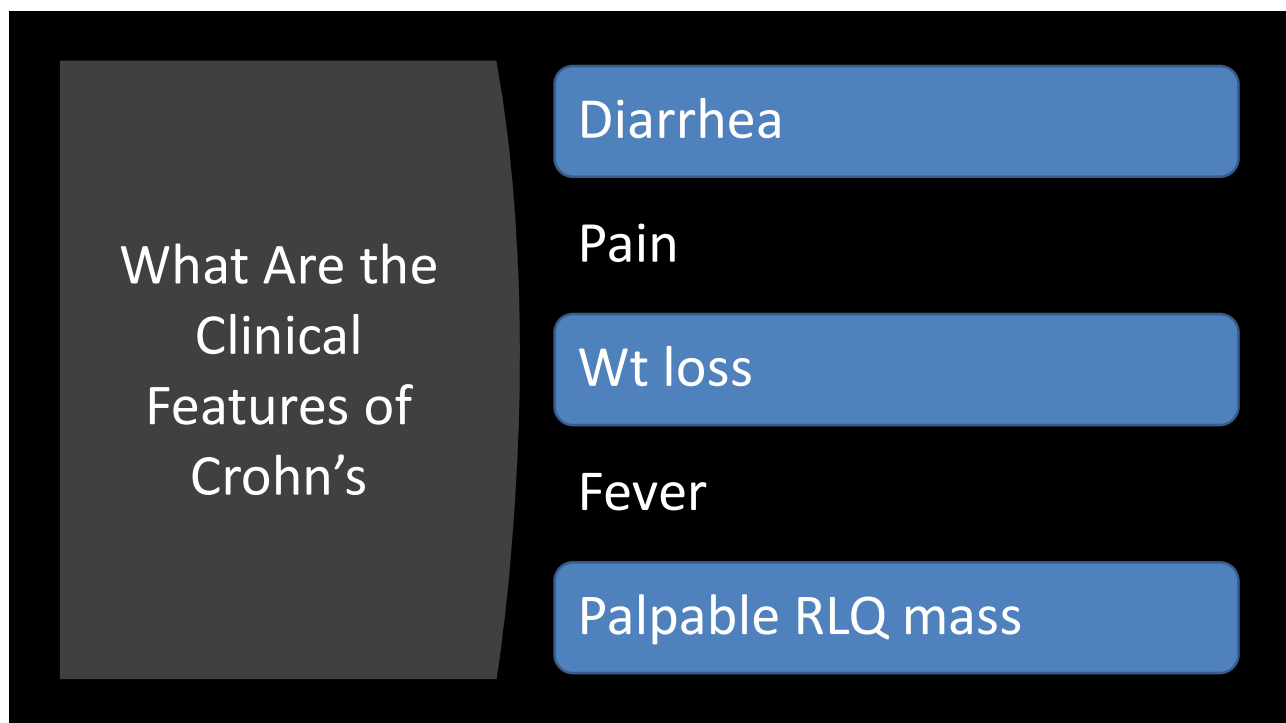 What Are the
Clinical
Features of
Crohn’s
Diarrhea
Pain
Wt loss
Fever
Palpable RLQ mass